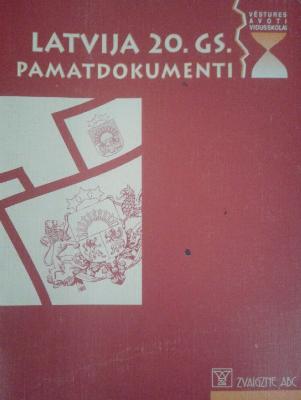 LATVIJA 20. GS.
PAMATDOKUMENTI
VĒSTURES
AVOTI
VIDUSSKOLAI
ZVAIGZNE ABC